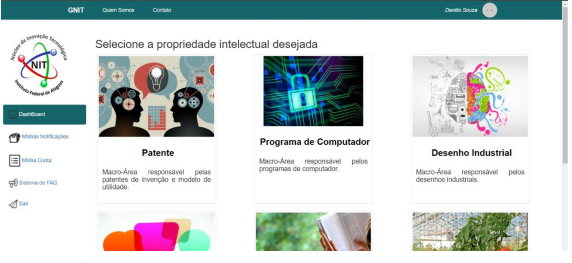 GNIT
Quem Somos
Contato
Danillo Souza
Núcleo de Inovação Tecnológica
NIT
Instituto Federal de Alagoas
DashBoard
Minhas Notificações
Minha Conta
Sistema de FAQ
Sair
Selecione a propriedade intelectual desejada
Patente
Macro-Área responsável pelas
patentes de invenção e modelo de
utilidade.
Programa de Computador
Macro-Área responsável pelos
programas de computador.
Desenho Industrial
Macro-Área responsável pelos
desenhos industriais.